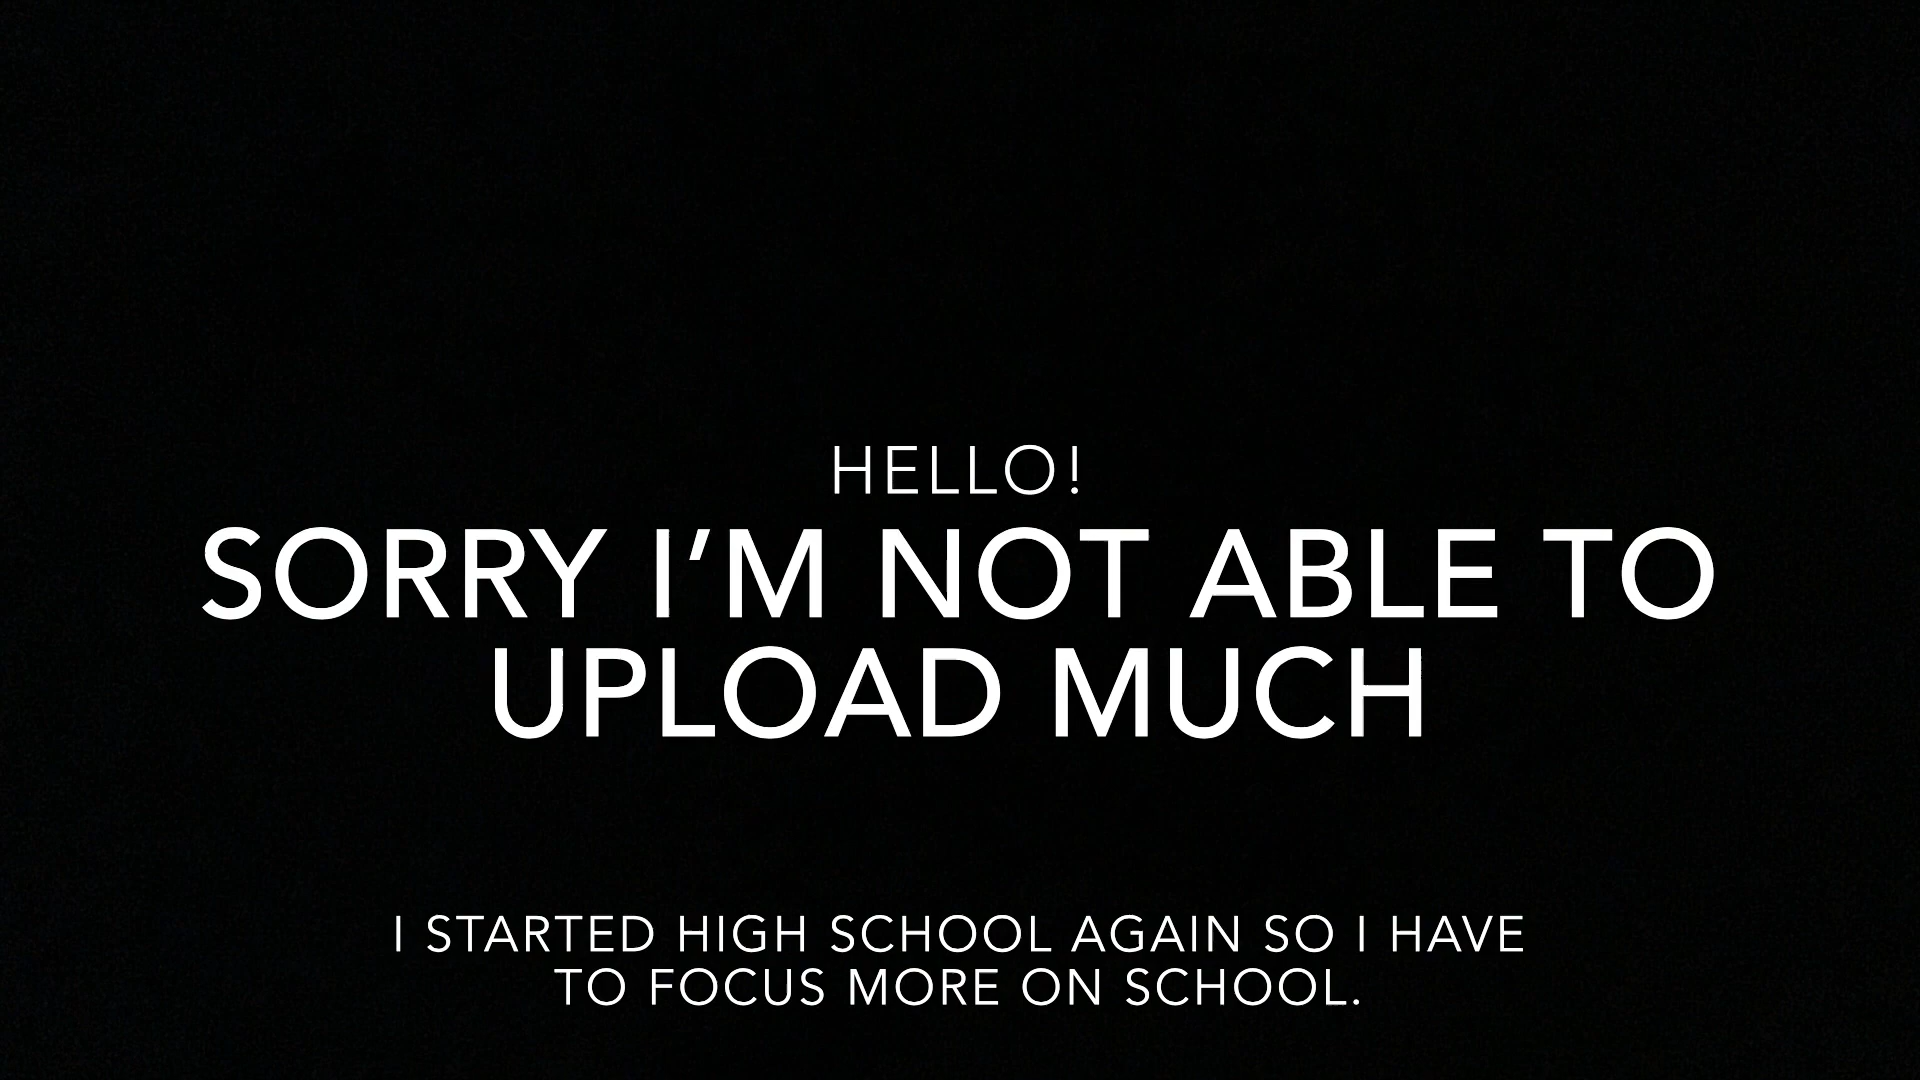 HELLO!
SORRY I’M NOT ABLE TO
UPLOAD MUCH
I STARTED HIGH SCHOOL AGAIN SO I HAVE
TO FOCUS MORE ON SCHOOL.